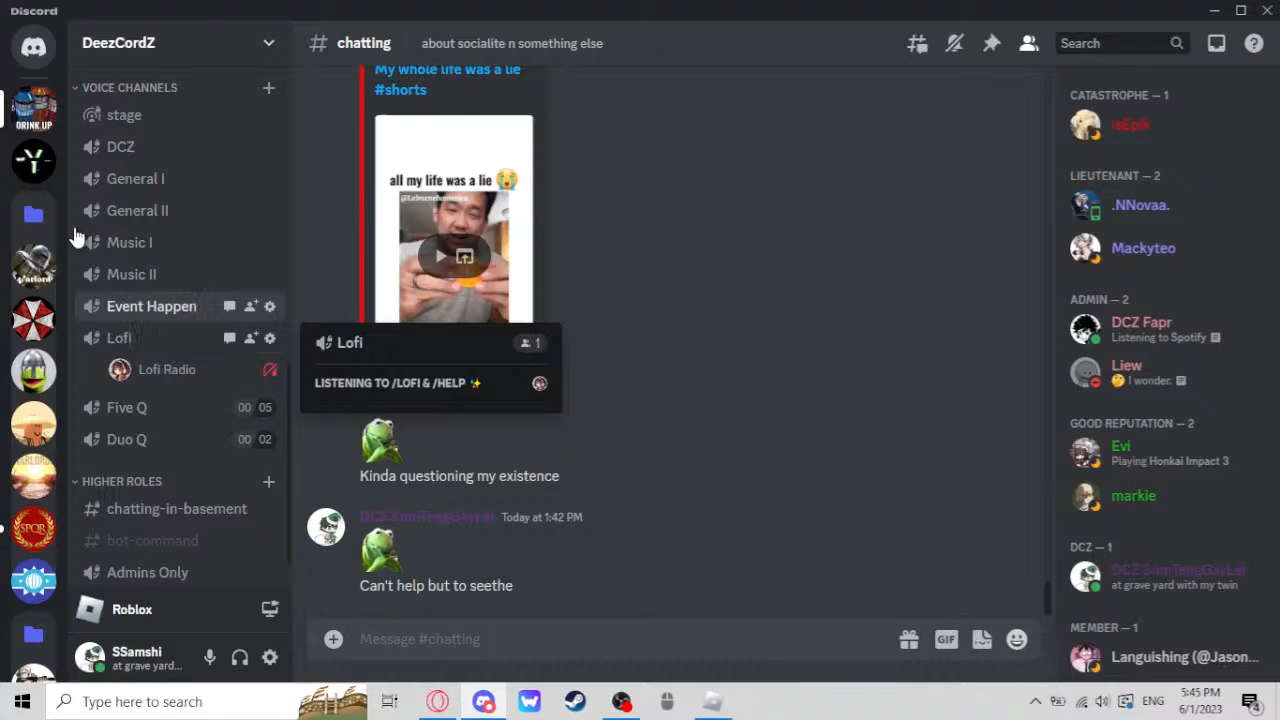 Discord
DeezCordZ
chatting
about socialite n something else
Search
VOICE CHANNELS
stage
DCZ
General I
General II
Music I
Music II
Event Happen
Lofi
Lofi Radio
Five Q
00 05
Duo Q
00 02
HIGHER ROLES
chatting-in-basement
bot-command
Admins Only
Roblox
SSamshi
at grave yard...
DRINK UP
Warlord
SPQR
My whole life was a lie
#shorts
all my life was a lie
Lofi
1
LISTENING TO /LOFI & /HELP
Kinda questioning my existence
Today at 1:42 PM
Can't help but to seethe
Message #chatting
GIF
CATASTROPHE — 1
isEpik
LIEUTENANT — 2
.NNovaa.
Mackyteo
ADMIN — 2
DCZ Fapr
Listening to Spotify
Liew
I wonder.
GOOD REPUTATION — 2
Evi
Playing Honkai Impact 3
markie
DCZ — 1
at grave yard with my twin
MEMBER — 1
Languishing (@Jason...
Type here to search
ENG
5:45 PM
6/1/2023
4